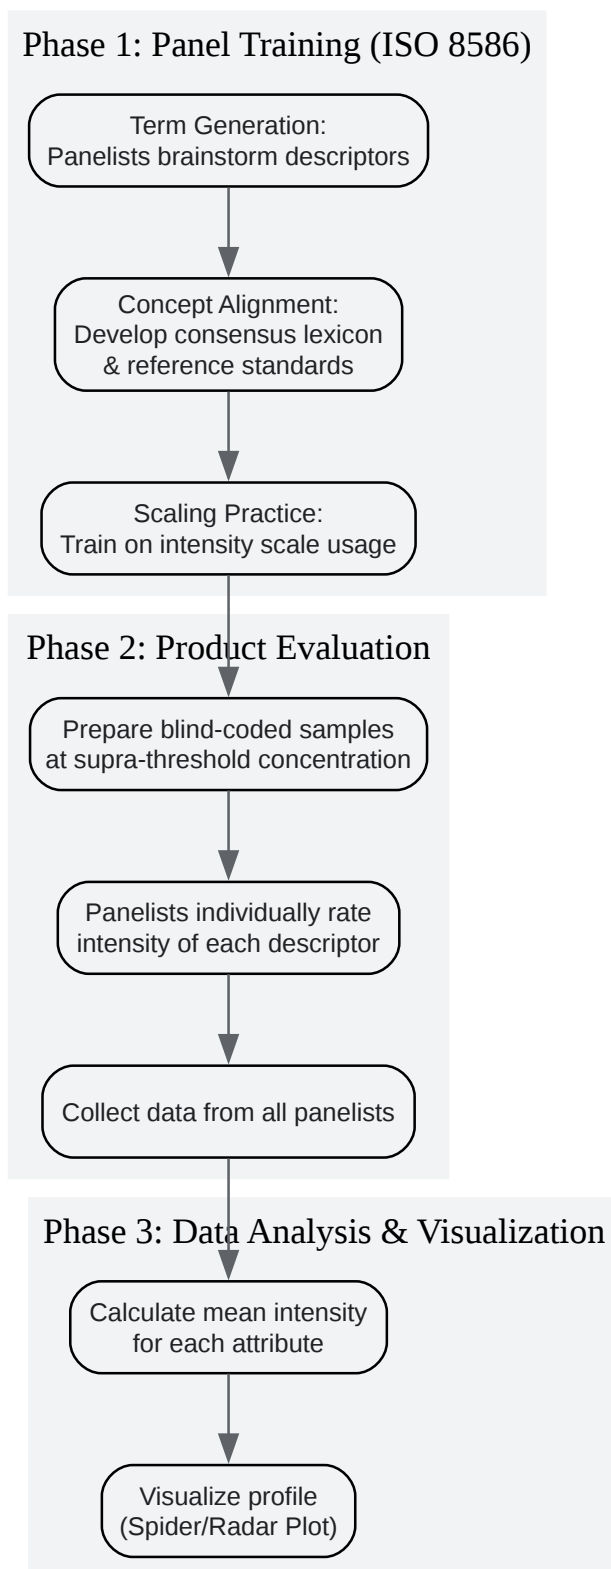 Phase 1: Panel Training (ISO 8586)
Term Generation:
Panelists brainstorm descriptors
Concept Alignment:
Develop consensus lexicon
& reference standards
Scaling Practice:
Train on intensity scale usage
Phase 2: Product Evaluation
Prepare blind-coded samples
at supra-threshold concentration
Panelists individually rate
intensity of each descriptor
Collect data from all panelists
Phase 3: Data Analysis & Visualization
Calculate mean intensity
for each attribute
Visualize profile
(Spider/Radar Plot)